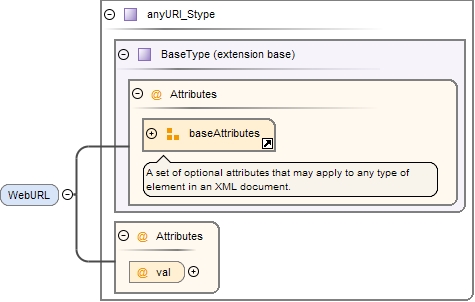 anyURI_Stype
BaseType (extension base)
@ Attributes
baseAttributes
A set of optional attributes that may apply to any type of
element in an XML document.
WebURL
@ Attributes
@ val